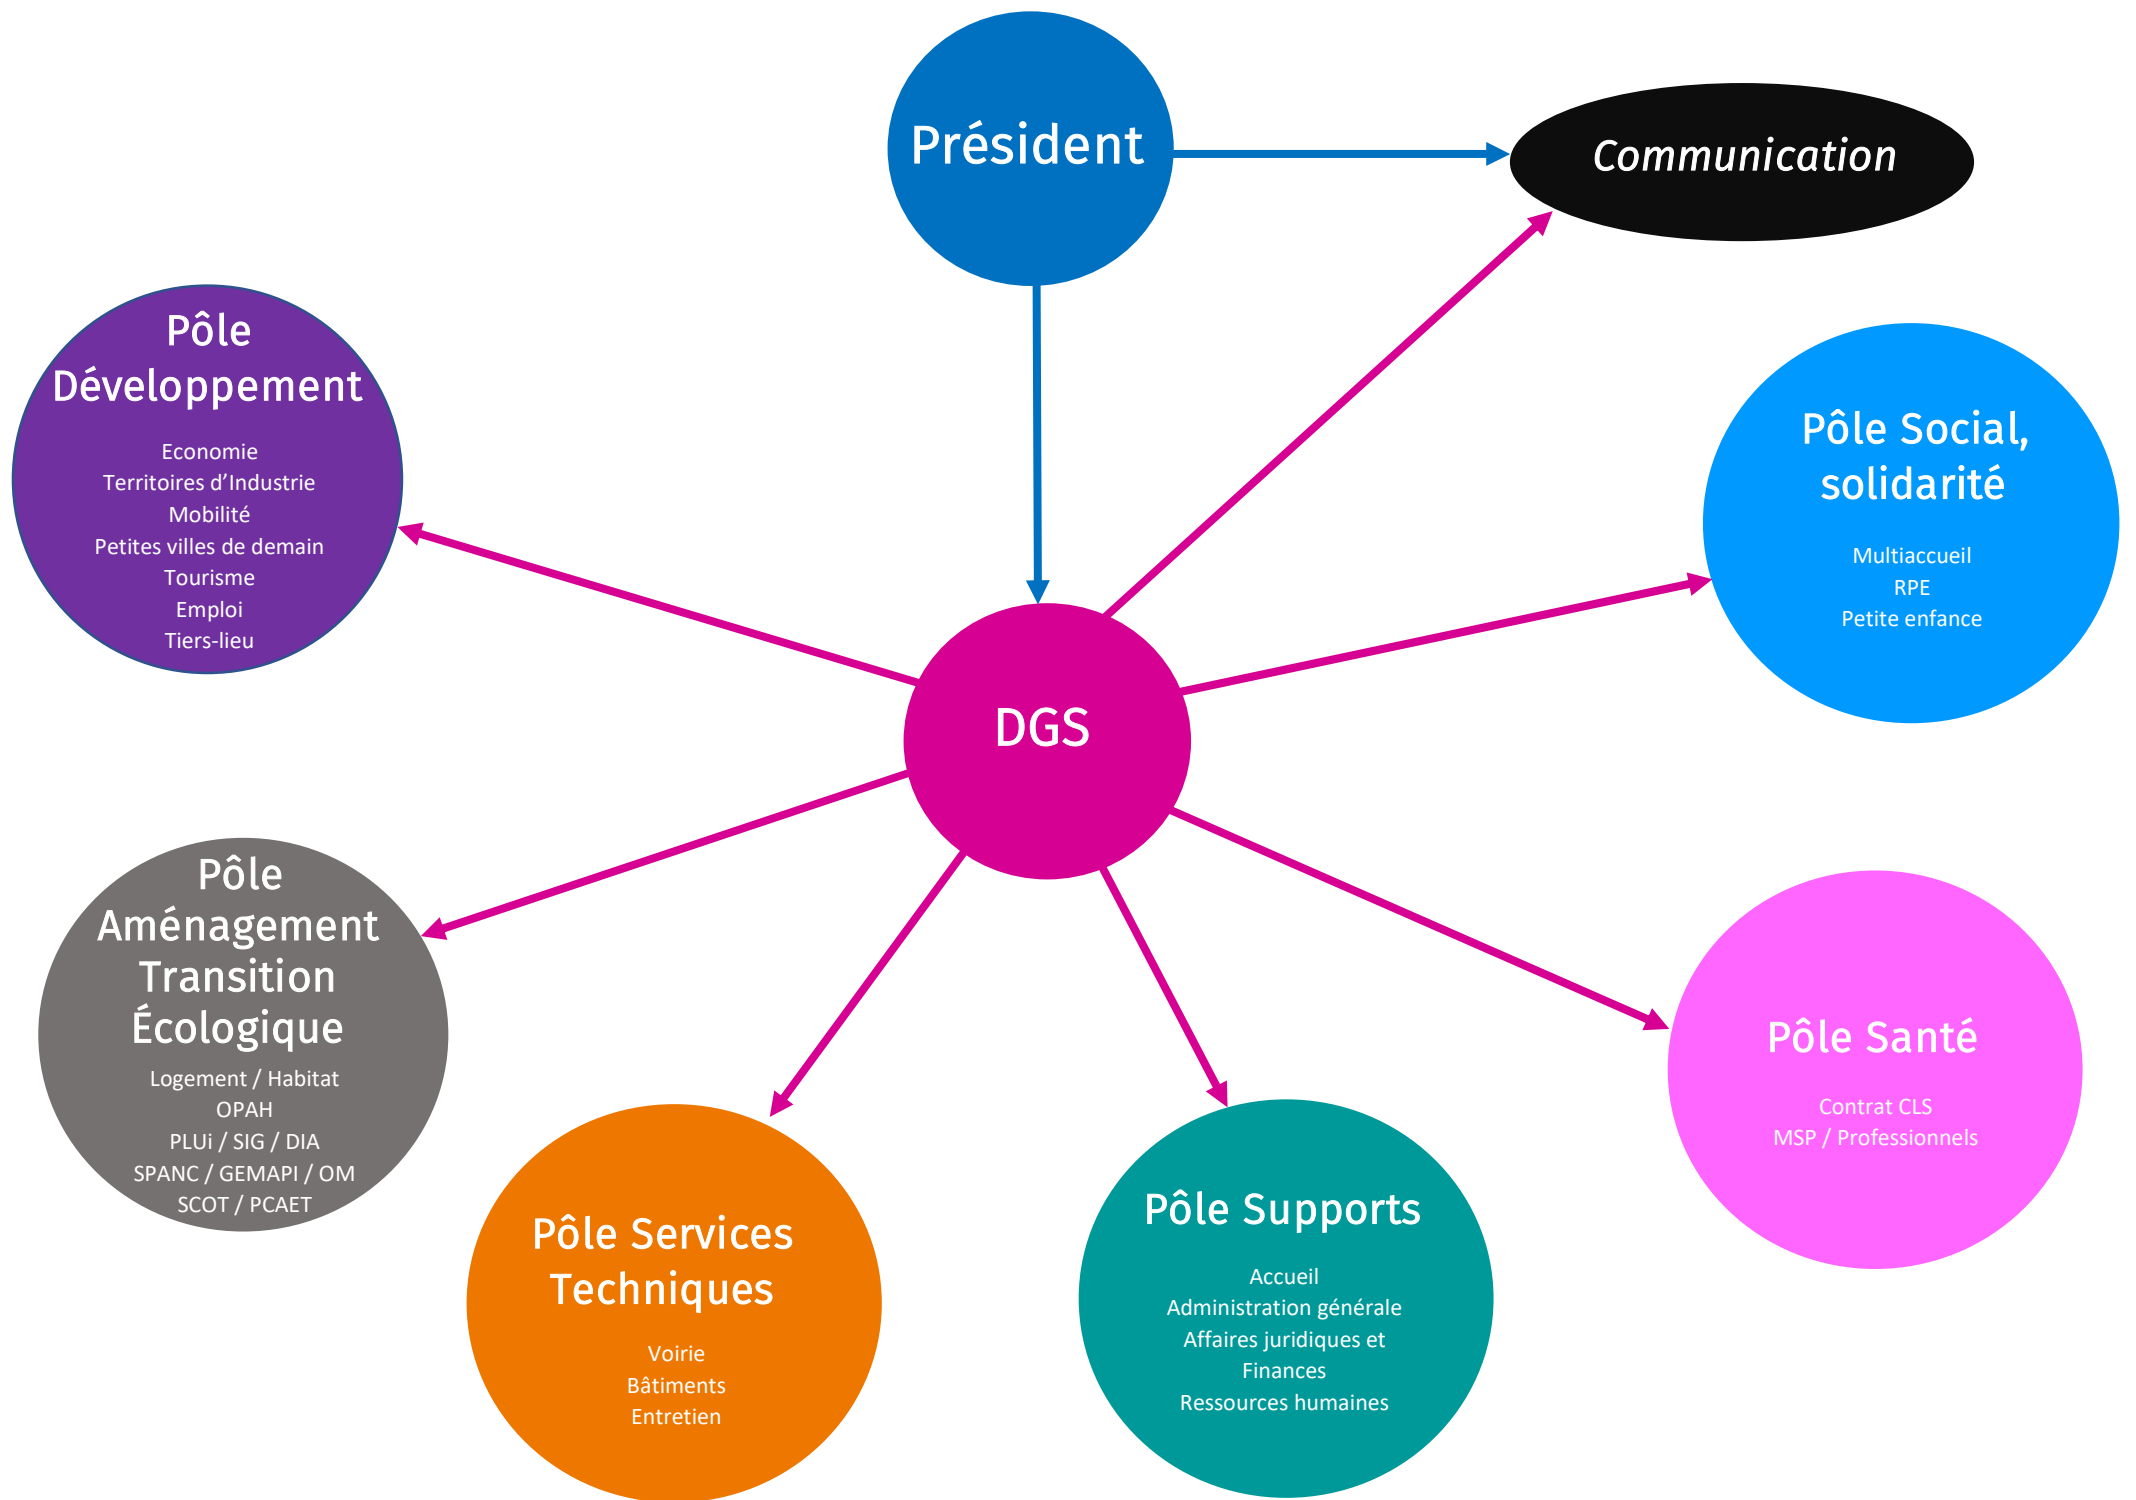 Président
Communication
Pôle
Développement
Economie
Territoires d’Industrie
Mobilité
Petites villes de demain
Tourisme
Emploi
Tiers-lieu
Pôle Social,
solidarité
Multiaccueil
RPE
Petite enfance
DGS
Pôle
Aménagement
Transition
Écologique
Logement / Habitat
OPAH
PLUi / SIG / DIA
SPANC / GEMAPI / OM
SCOT / PCAET
Pôle Santé
Contrat CLS
MSP / Professionnels
Pôle Services
Techniques
Voirie
Bâtiments
Entretien
Pôle Supports
Accueil
Administration générale
Affaires juridiques et
Finances
Ressources humaines